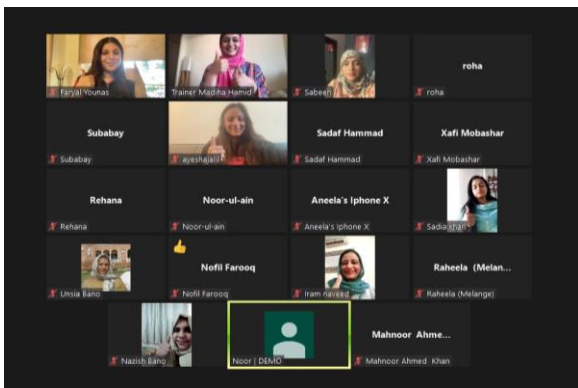 Faryal Younas
Trainer Madiha Hamid
Sabeen
roha
roha
Subabay
Subabay
ayeshajalil
Sadaf Hammad
Sadaf Hammad
Xafi Mobashar
Xafi Mobashar
Rehana
Rehana
Noor-ul-ain
Noor-ul-ain
Aneela's Iphone X
Aneela's Iphone X
Sadia khan
Unsia Bano
Nofil Farooq
Nofil Farooq
Iram naveed
Raheela (Melan...
Raheela (Melange)
Nazish Bano
Noor | DEMO
Mahnoor Ahme...
Mahnoor Ahmed Khan